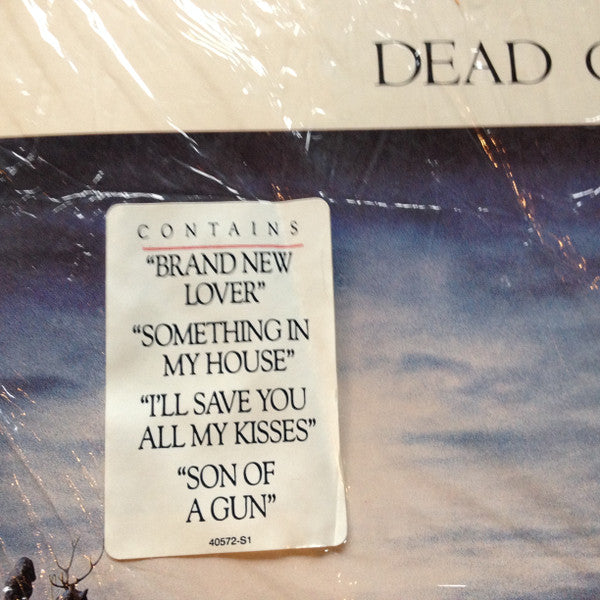 DEAD
CONTAINS
"BRAND NEW
LOVER"
"SOMETHING IN
MY HOUSE"
"I'LL SAVE YOU
ALL MY KISSES"
"SON OF
A GUN"
40572-S1